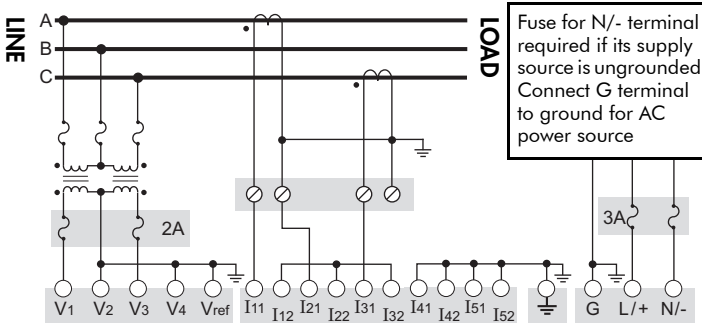 LINE
A
B
C
LOAD
Fuse for N/- terminal
required if its supply
source is ungrounded
Connect G terminal
to ground for AC
power source
2A
3A
V1 V2 V3 V4 Vref I11 I12 I21 I22 I31 I32 I41 I42 I51 I52 G L/+ N/-